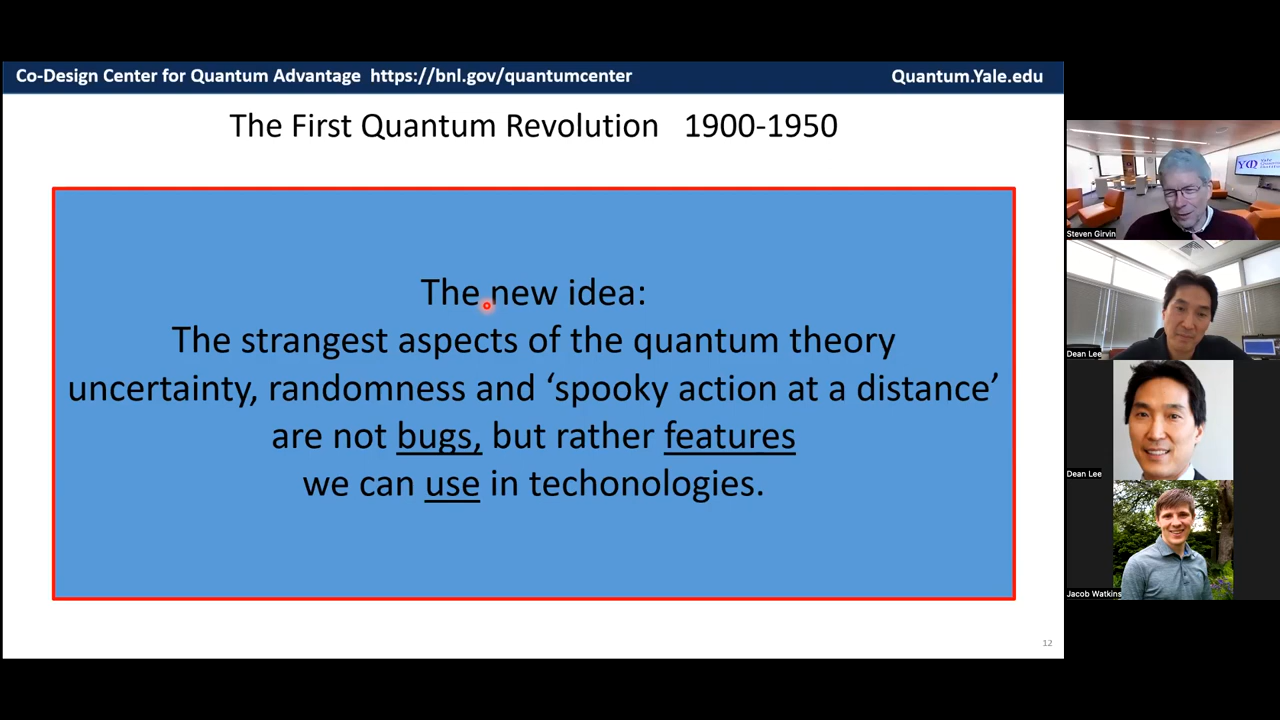 Co-Design Center for Quantum Advantage https://bnl.gov/quantumcenter
Quantum.Yale.edu
The First Quantum Revolution 1900-1950
The new idea:
The strangest aspects of the quantum theory
uncertainty, randomness and ‘spooky action at a distance’
are not bugs, but rather features
we can use in techonologies.
12
Steven Girvin
Dean Lee
Dean Lee
Jacob Watkins